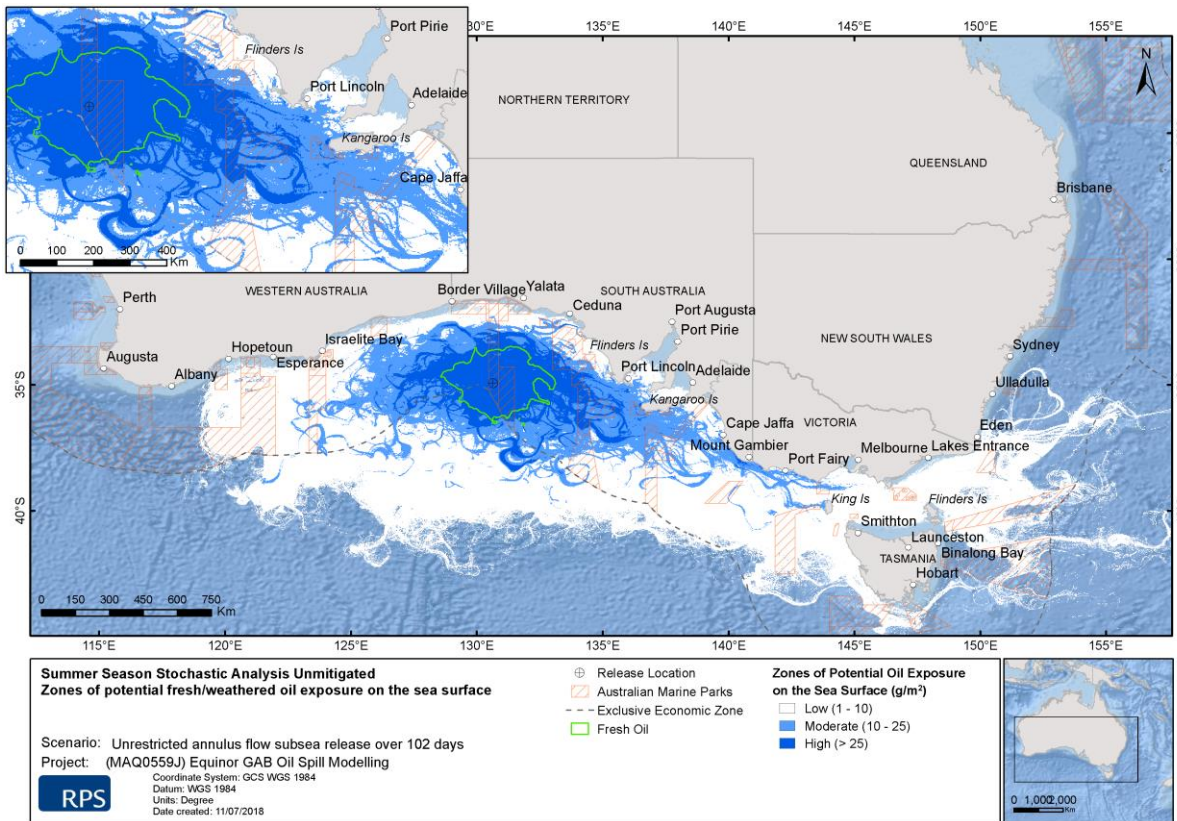 Flinders Is
Port Pirie
Port Lincoln
Adelaide
Kangaroo Is
Cape Jaffa
0 100 200 300 400
Km
130°E 135°E 140°E 145°E 150°E 155°E
N
NORTHERN TERRITORY
QUEENSLAND
Brisbane
WESTERN AUSTRALIA
Border Village
Yalata
SOUTH AUSTRALIA
Perth
Ceduna
Port Augusta
Port Pirie
Israelite Bay
Flinders Is
NEW SOUTH WALES
Sydney
Augusta
Hopetoun
Esperance
Albany
Port Lincoln
Adelaide
Ulladulla
35°S
Kangaroo Is
Cape Jaffa
VICTORIA
Eden
Mount Gambier
Melbourne
Lakes Entrance
Port Fairy
40°S
King Is
Flinders Is
Smithton
Launceston
TASMANIA
Binalong Bay
Hobart
0 150 300 450 600 750
Km
115°E 120°E 125°E 130°E 135°E 140°E 145°E 150°E 155°E
Summer Season Stochastic Analysis Unmitigated
Zones of potential fresh/weathered oil exposure on the sea surface
Scenario: Unrestricted annulus flow subsea release over 102 days
Project: (MAQ0559J) Equinor GAB Oil Spill Modelling
RPS
Coordinate System: GCS WGS 1984
Datum: WGS 1984
Units: Degree
Date created: 11/07/2018
Release Location
Australian Marine Parks
Exclusive Economic Zone
Fresh Oil
Zones of Potential Oil Exposure
on the Sea Surface (g/m²)
Low (1 - 10)
Moderate (10 - 25)
High (> 25)
0 1,000 2,000
Km